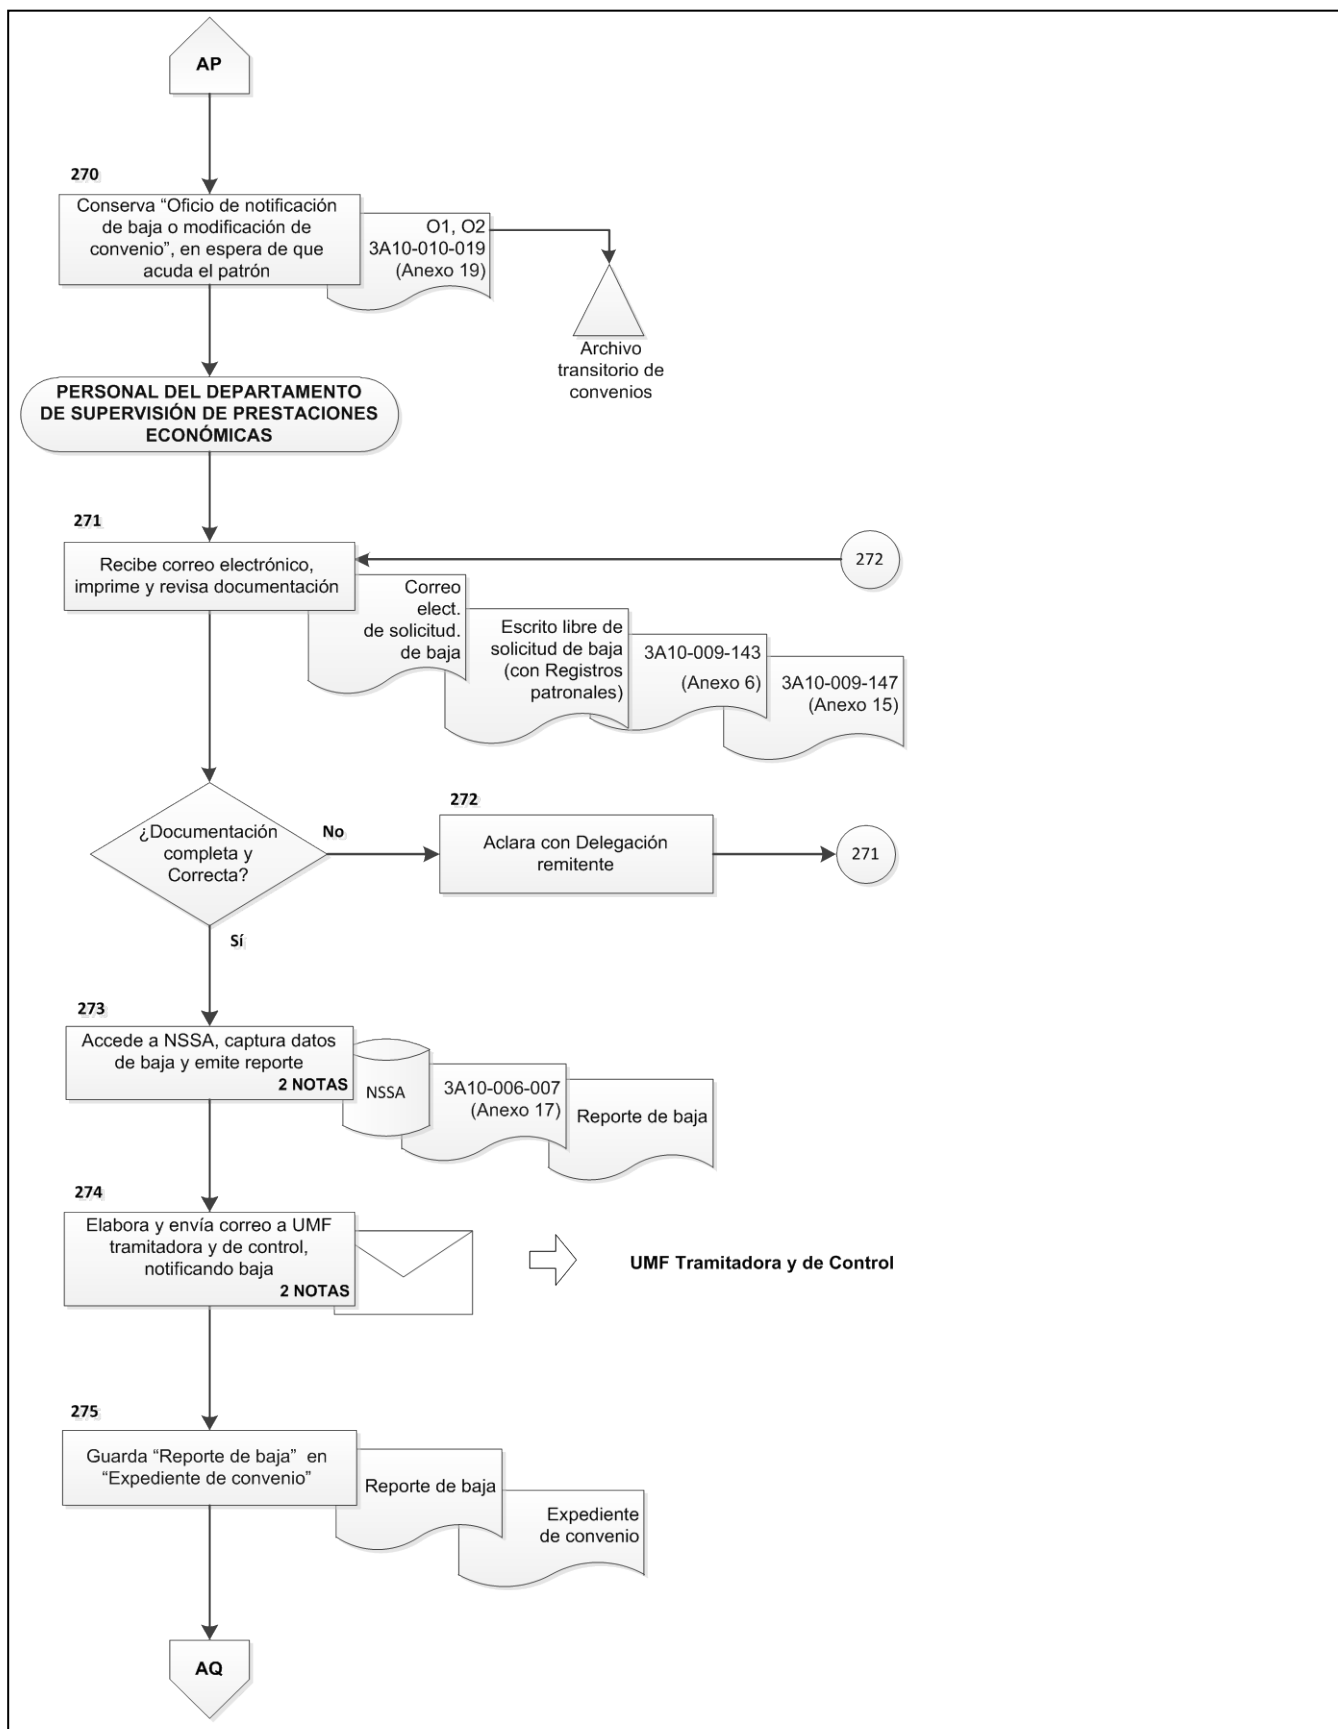 AP
270
Conserva “Oficio de notificación
de baja o modificación de
convenio”, en espera de que
acuda el patrón
O1, O2
3A10-010-019
(Anexo 19)
Archivo
transitorio de
convenios
PERSONAL DEL DEPARTAMENTO
DE SUPERVISIÓN DE PRESTACIONES
ECONÓMICAS
271
Recibe correo electrónico,
imprime y revisa documentación
272
Correo
elect.
de solicitud.
de baja
Escrito libre de
solicitud de baja
(con Registros
patronales)
3A10-009-143
(Anexo 6)
3A10-009-147
(Anexo 15)
¿Documentación
completa y
Correcta?
No
272
Aclara con Delegación
remitente
271
Sí
273
Accede a NSSA, captura datos
de baja y emite reporte
2 NOTAS
NSSA
3A10-006-007
(Anexo 17)
Reporte de baja
274
Elabora y envía correo a UMF
tramitadora y de control,
notificando baja
2 NOTAS
UMF Tramitadora y de Control
275
Guarda “Reporte de baja” en
“Expediente de convenio”
Reporte de baja
Expediente
de convenio
AQ